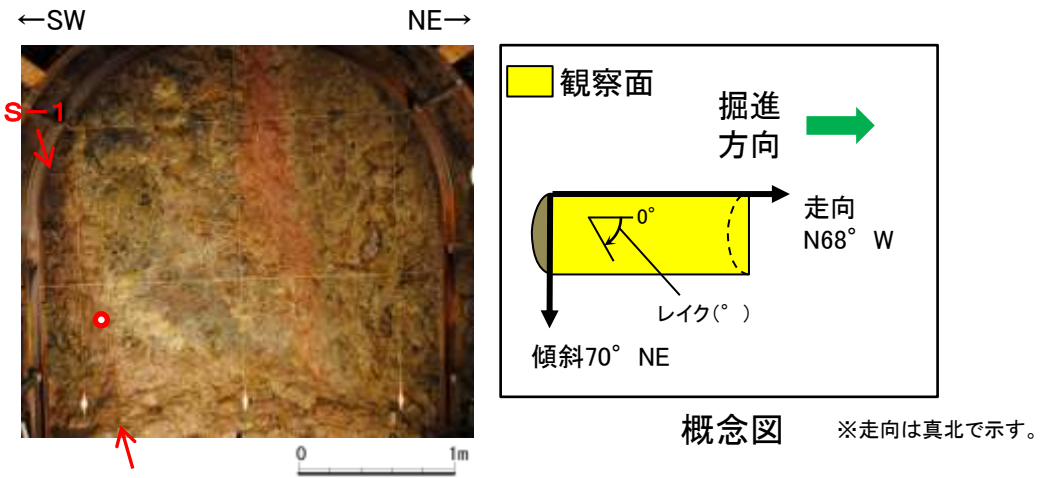 ←SW
NE→
S－1
0
1m
観察面
掘進
方向
0°
走向
N68° W
レイク(° )
傾斜70° NE
概念図
※走向は真北で示す。